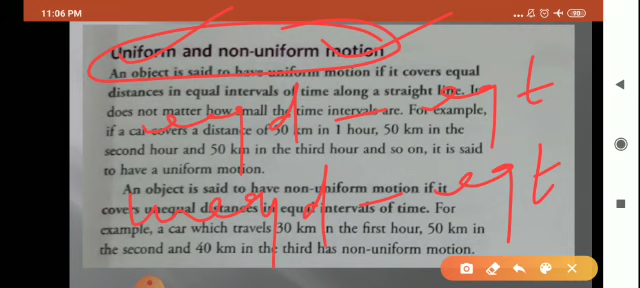 11:06 PM
90
Uniform and non-uniform motion
An object is said to have uniform motion if it covers equal
distances in equal intervals of time along a straight line. It
does not matter how small the time intervals are. For example,
if a car covers a distance of 50 km in 1 hour, 50 km in the
second hour and 50 km in the third hour and so on, it is said
to have a uniform motion.
An object is said to have non-uniform motion if it
covers unequal distances in equal intervals of time. For
example, a car which travels 30 km in the first hour, 50 km in
the second and 40 km in the third has non-uniform motion.
eq d - eq t
uneq d - eq t